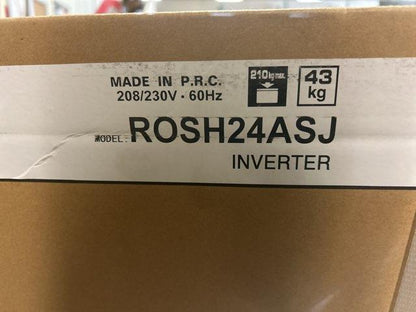 MADE IN P.R.C.
208/230V · 60Hz
210kg max.
43
kg
MODEL: ROSH24ASJ
INVERTER